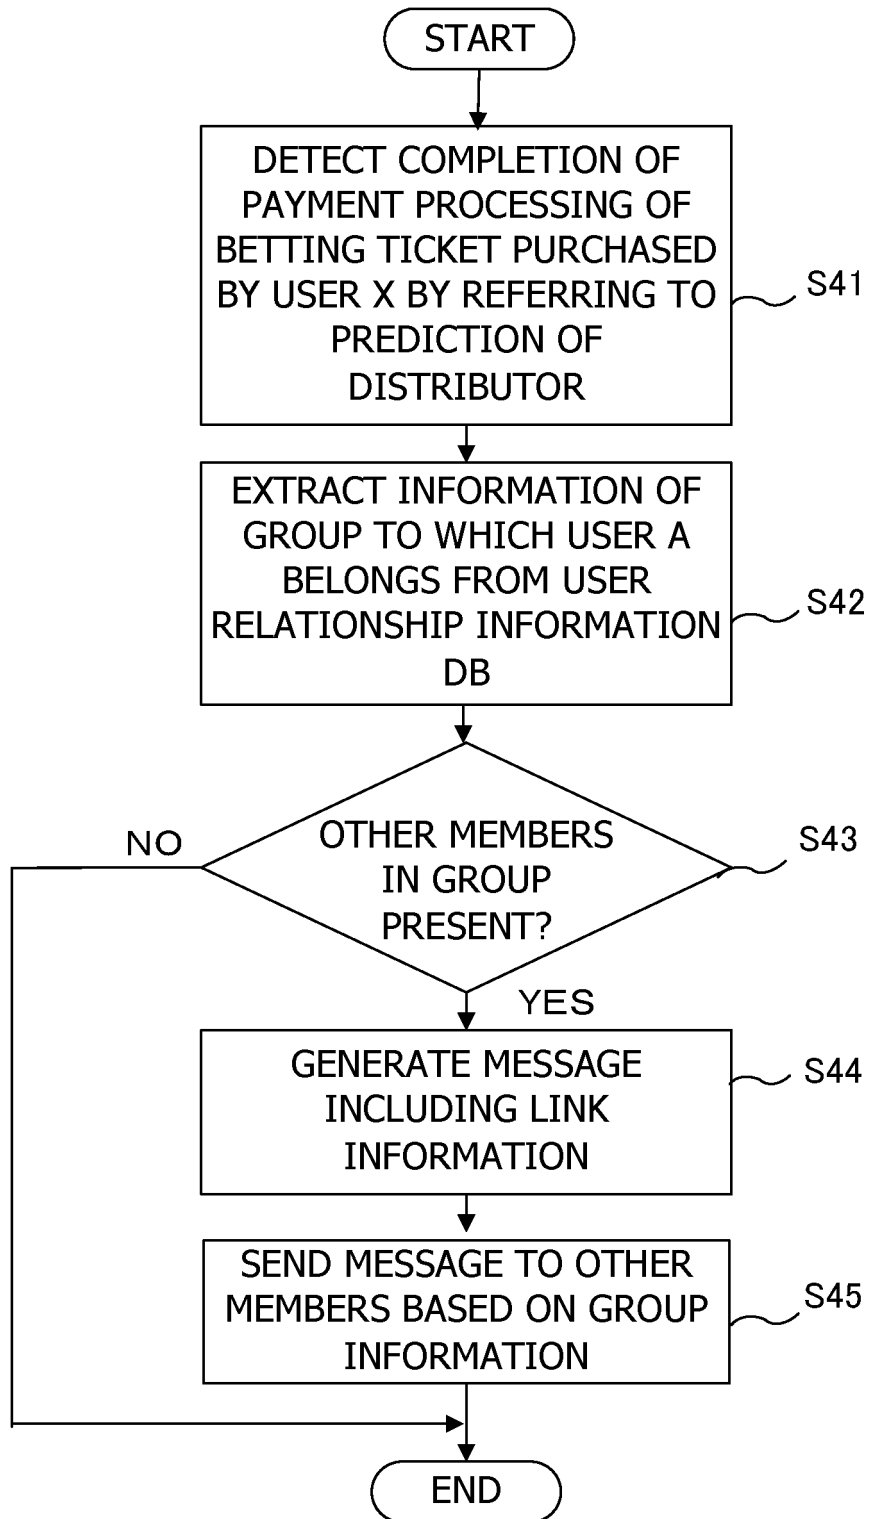 START
DETECT COMPLETION OF
PAYMENT PROCESSING OF
BETTING TICKET PURCHASED
BY USER X BY REFERRING TO
PREDICTION OF
DISTRIBUTOR
S41
EXTRACT INFORMATION OF
GROUP TO WHICH USER A
BELONGS FROM USER
RELATIONSHIP INFORMATION
DB
S42
NO
OTHER MEMBERS
IN GROUP
PRESENT?
S43
YES
GENERATE MESSAGE
INCLUDING LINK
INFORMATION
S44
SEND MESSAGE TO OTHER
MEMBERS BASED ON GROUP
INFORMATION
S45
END